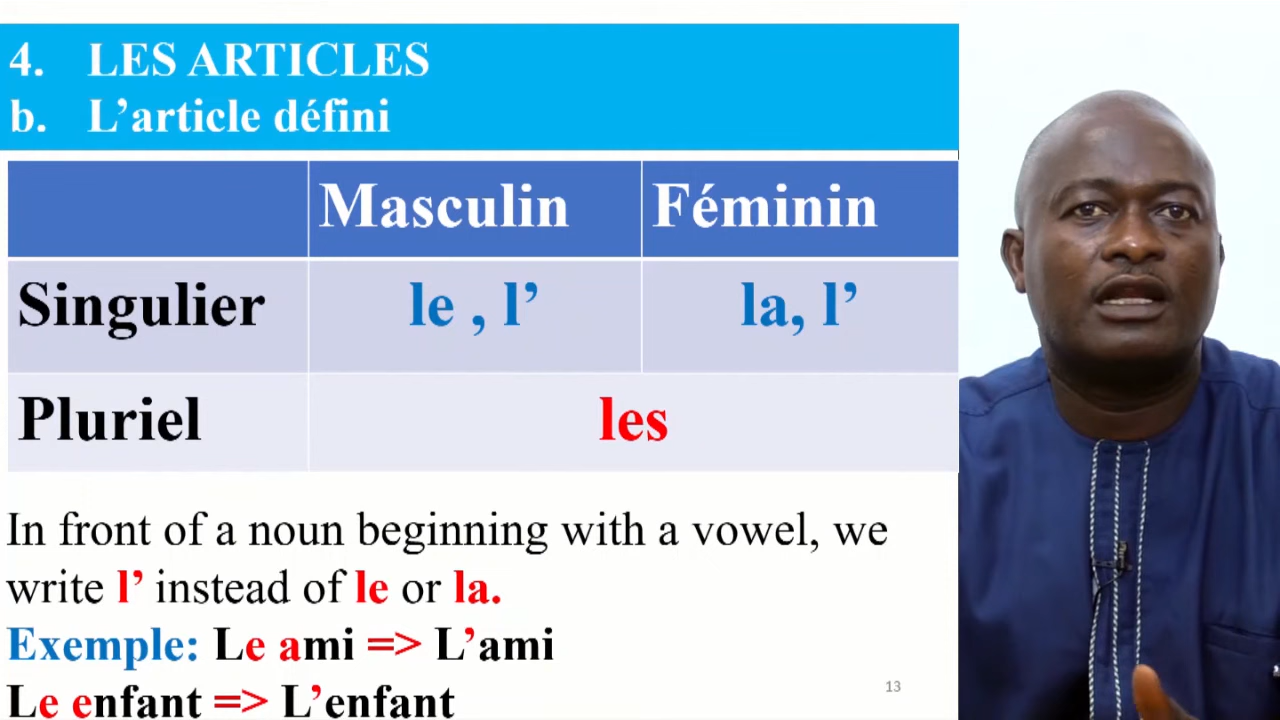 4. LES ARTICLES
b. L’article défini
Masculin Féminin
Singulier le , l’ la, l’
Pluriel les
In front of a noun beginning with a vowel, we
write l’ instead of le or la.
Exemple: Le ami => L’ami
Le enfant => L’enfant
13